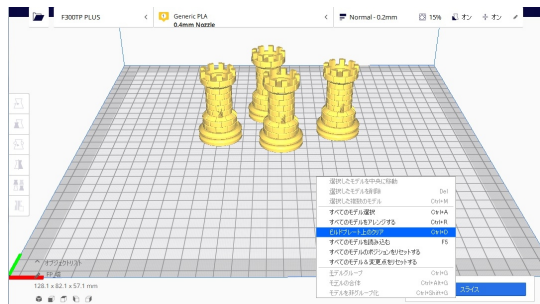 F300TP PLUS
Generic PLA
0.4mm Nozzle
Normal - 0.2mm
15%
オン
オン
選択したモデルを中央に移動
選択したモデルを削除 Del
選択した複数のモデル Ctrl+M
すべてのモデル選択 Ctrl+A
すべてのモデルをアレンジする Ctrl+R
ビルドプレート上のクリア Ctrl+D
すべてのモデルを読み込む F5
すべてのモデルのポジションをリセットする
すべてのモデル＆変更点をリセットする
モデルグループ Ctrl+G
モデルの合体 Ctrl+Alt+G
モデルを非グループ化 Ctrl+Shift+G
オブジェクトリスト
128.1 x 82.1 x 57.1 mm
スライス